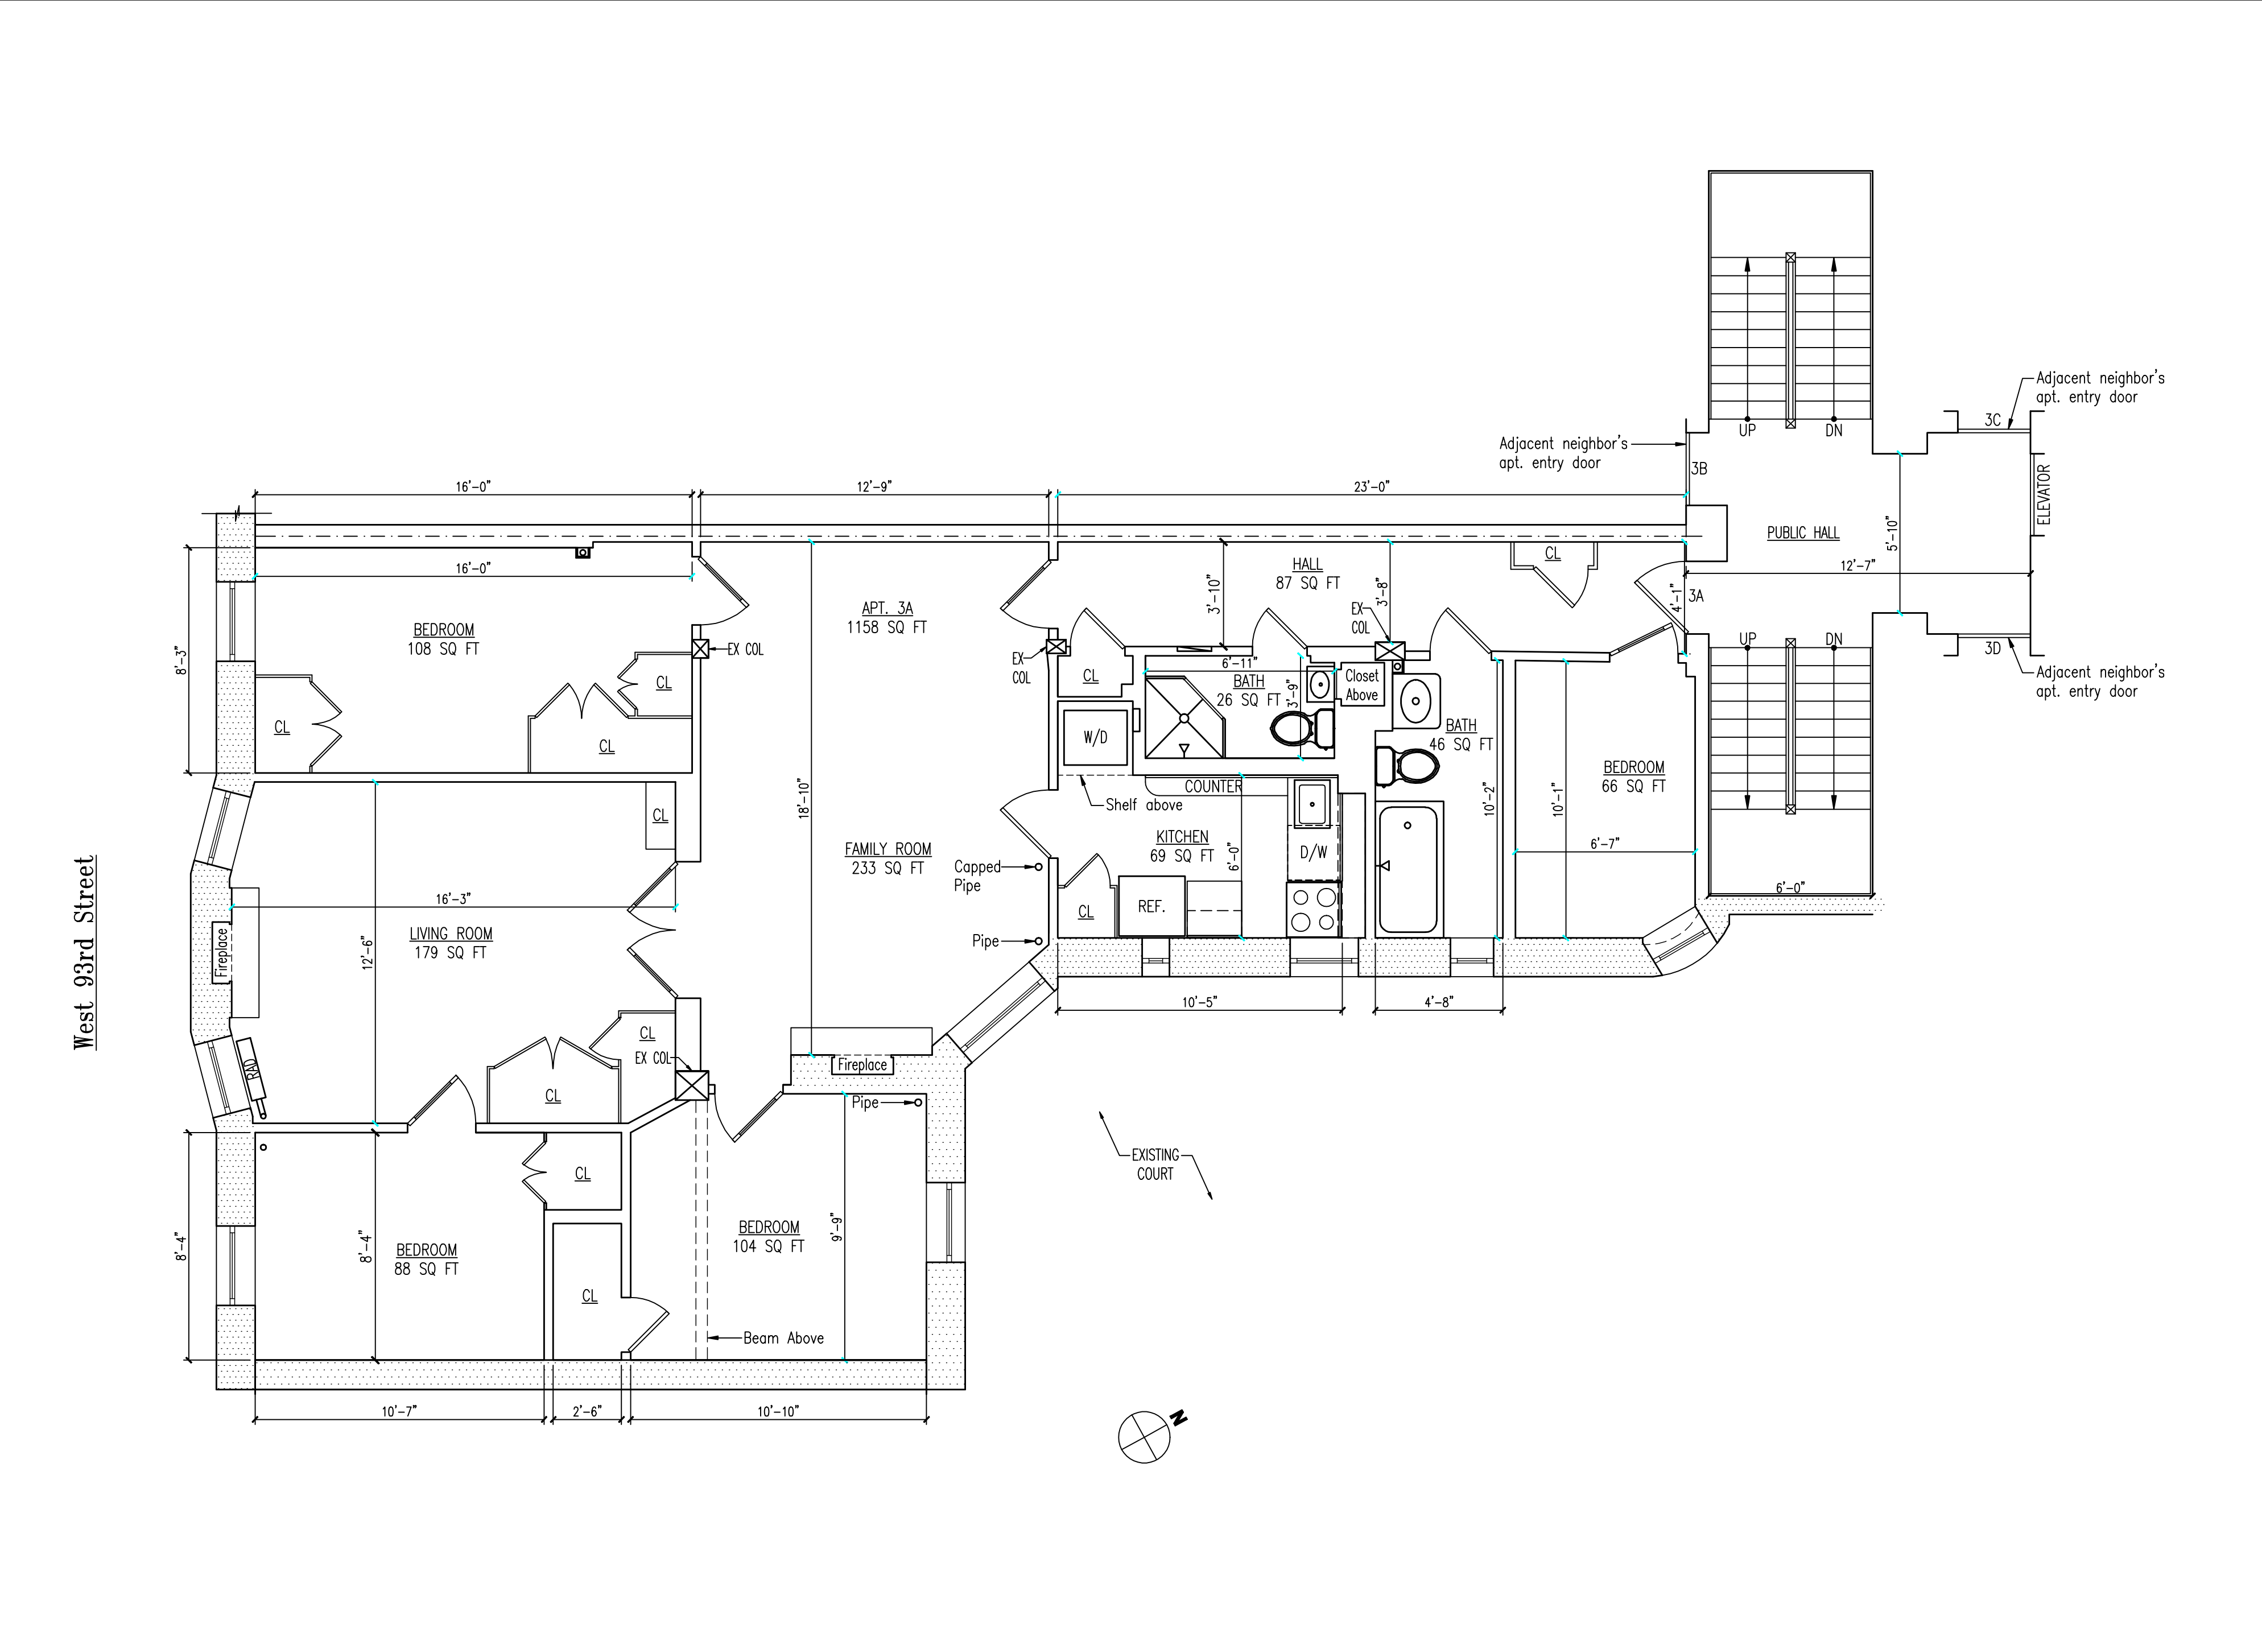 UP
DN
Adjacent neighbor's
apt. entry door
3C
Adjacent neighbor's
apt. entry door
3B
ELEVATOR
16'-0"
12'-9"
23'-0"
PUBLIC HALL
5'-10"
12'-7"
CL
HALL
87 SQ FT
16'-0"
3'-10"
3'-8"
4'-1"
3A
EX
COL
APT. 3A
1158 SQ FT
BEDROOM
108 SQ FT
8'-3"
EX COL
EX
COL
UP
DN
3D
Adjacent neighbor's
apt. entry door
CL
CL
CL
CL
6'-11"
BATH
26 SQ FT
3'-9"
Closet
Above
W/D
BATH
46 SQ FT
BEDROOM
66 SQ FT
COUNTER
Shelf above
10'-2"
10'-1"
18'-10"
CL
KITCHEN
69 SQ FT
6'-0"
D/W
6'-7"
FAMILY ROOM
233 SQ FT
Capped
Pipe
6'-0"
16'-3"
CL
REF.
West 93rd Street
Fireplace
LIVING ROOM
179 SQ FT
12'-6"
Pipe
10'-5"
4'-8"
CL
EX COL
RAD
CL
Fireplace
Pipe
EXISTING
COURT
CL
8'-4"
8'-4"
BEDROOM
88 SQ FT
BEDROOM
104 SQ FT
9'-9"
CL
Beam Above
10'-7"
2'-6"
10'-10"
N